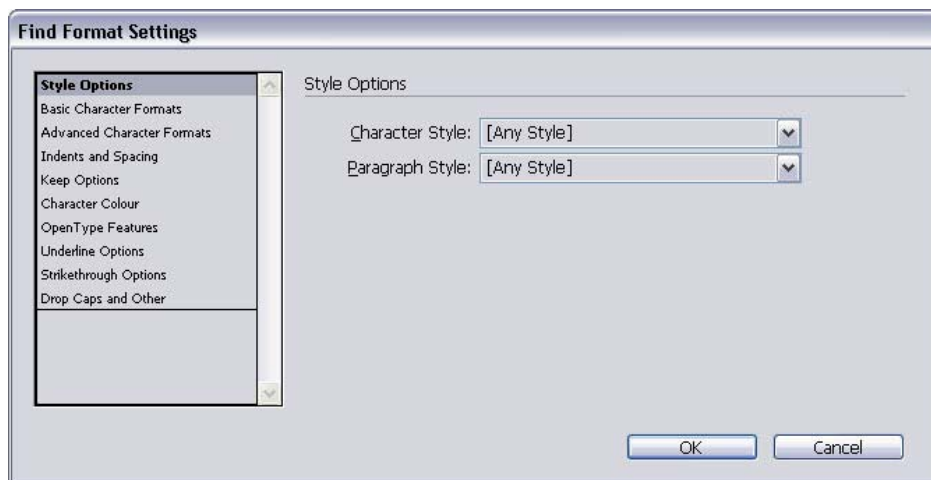 Find Format Settings
Style Options
Basic Character Formats
Advanced Character Formats
Indents and Spacing
Keep Options
Character Colour
OpenType Features
Underline Options
Strikethrough Options
Drop Caps and Other
Style Options
Character Style: [Any Style]
Paragraph Style: [Any Style]
OK Cancel